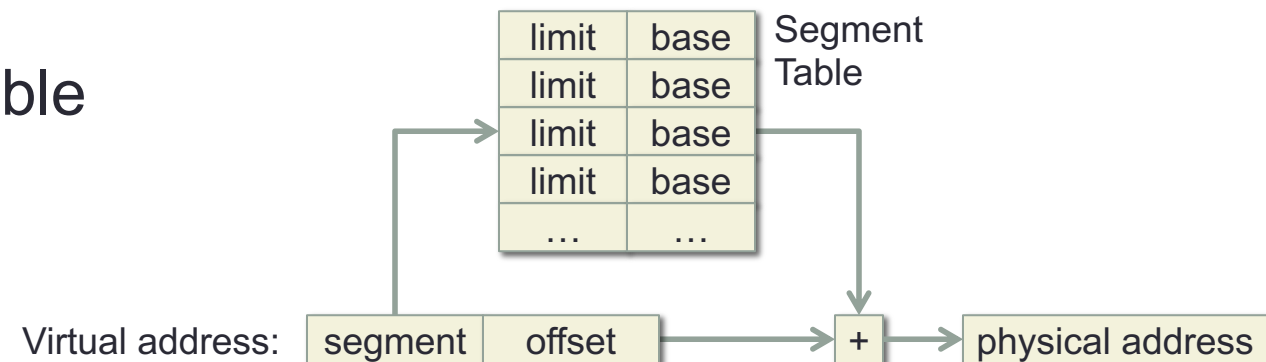 ble
limit base
limit base
limit base
limit base
… …
Segment
Table
Virtual address: segment offset + physical address